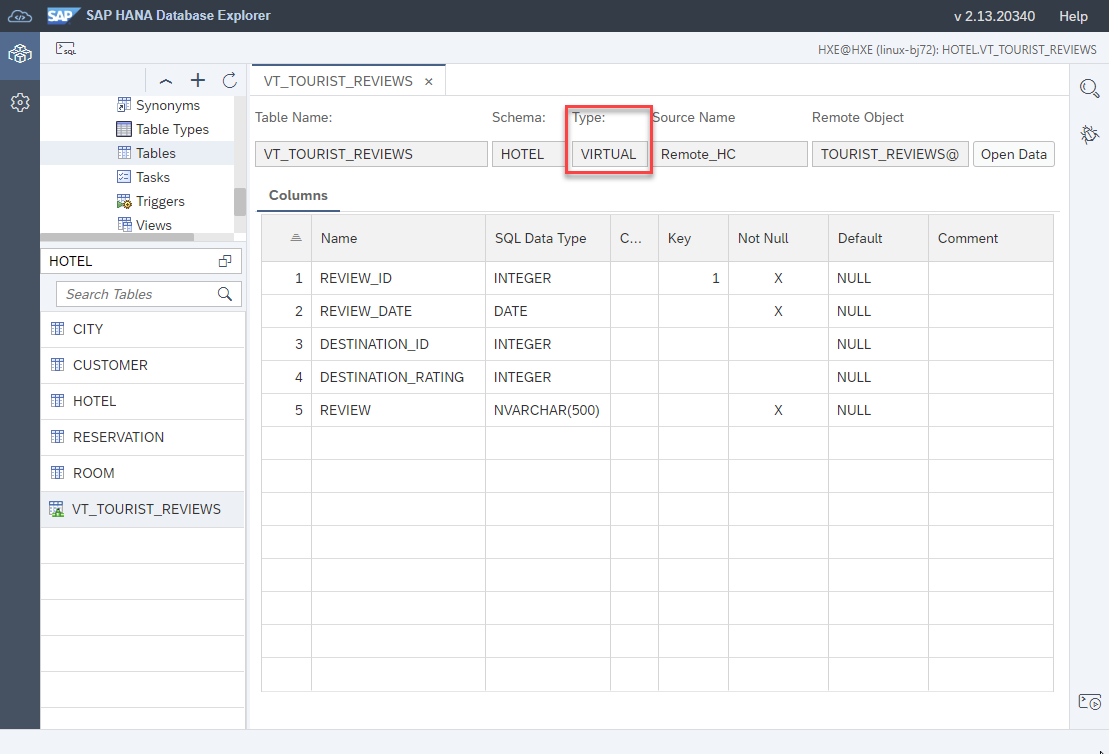 SAP SAP HANA Database Explorer v 2.13.20340 Help
SQL HXE@HXE (linux-bj72): HOTEL.VT_TOURIST_REVIEWS
VT_TOURIST_REVIEWS ×
Synonyms
Table Types
Tables
Tasks
Triggers
Views
HOTEL
Search Tables
CITY
CUSTOMER
HOTEL
RESERVATION
ROOM
VT_TOURIST_REVIEWS
Table Name: Schema: Type: Source Name Remote Object
VT_TOURIST_REVIEWS HOTEL VIRTUAL Remote_HC TOURIST_REVIEWS@ Open Data
Columns
Name SQL Data Type C... Key Not Null Default Comment
1 REVIEW_ID INTEGER 1 X NULL
2 REVIEW_DATE DATE X NULL
3 DESTINATION_ID INTEGER NULL
4 DESTINATION_RATING INTEGER NULL
5 REVIEW NVARCHAR(500) X NULL